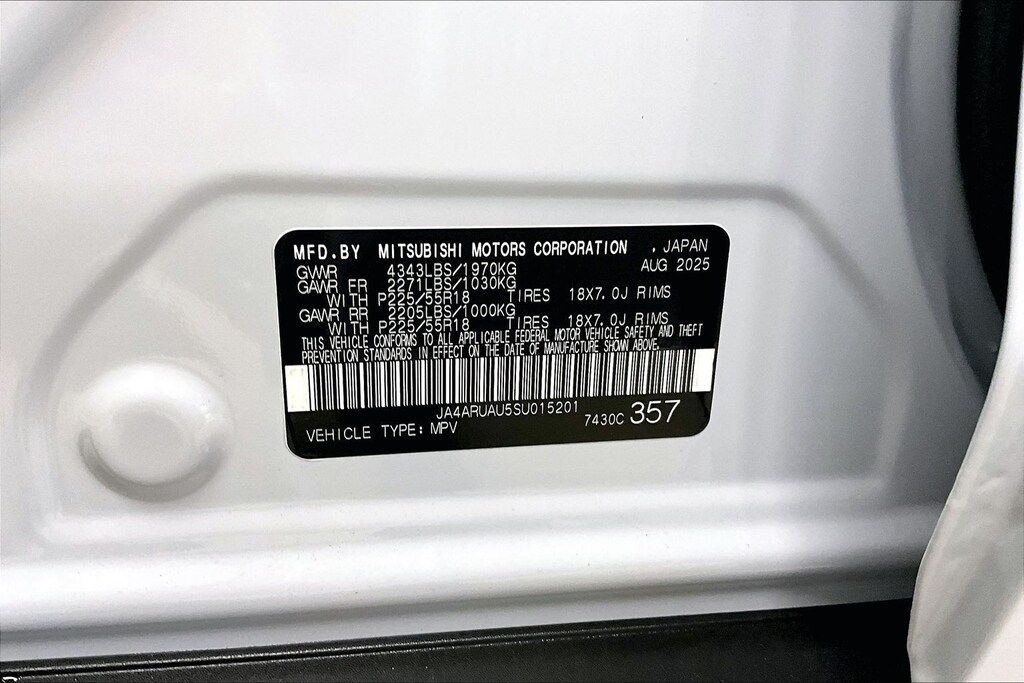 MFD.BY MITSUBISHI MOTORS CORPORATION , JAPAN
GVWR 4343LBS/1970KG AUG 2025
GAWR FR 2271LBS/1030KG
WITH P225/55R18 TIRES 18X7.0J RIMS
GAWR RR 2205LBS/1000KG
WITH P225/55R18 TIRES 18X7.0J RIMS
THIS VEHICLE CONFORMS TO ALL APPLICABLE FEDERAL MOTOR VEHICLE SAFETY AND THEFT
PREVENTION STANDARDS IN EFFECT ON THE DATE OF MANUFACTURE SHOWN ABOVE.
JA4ARUAU5SU015201
VEHICLE TYPE: MPV 7430C 357